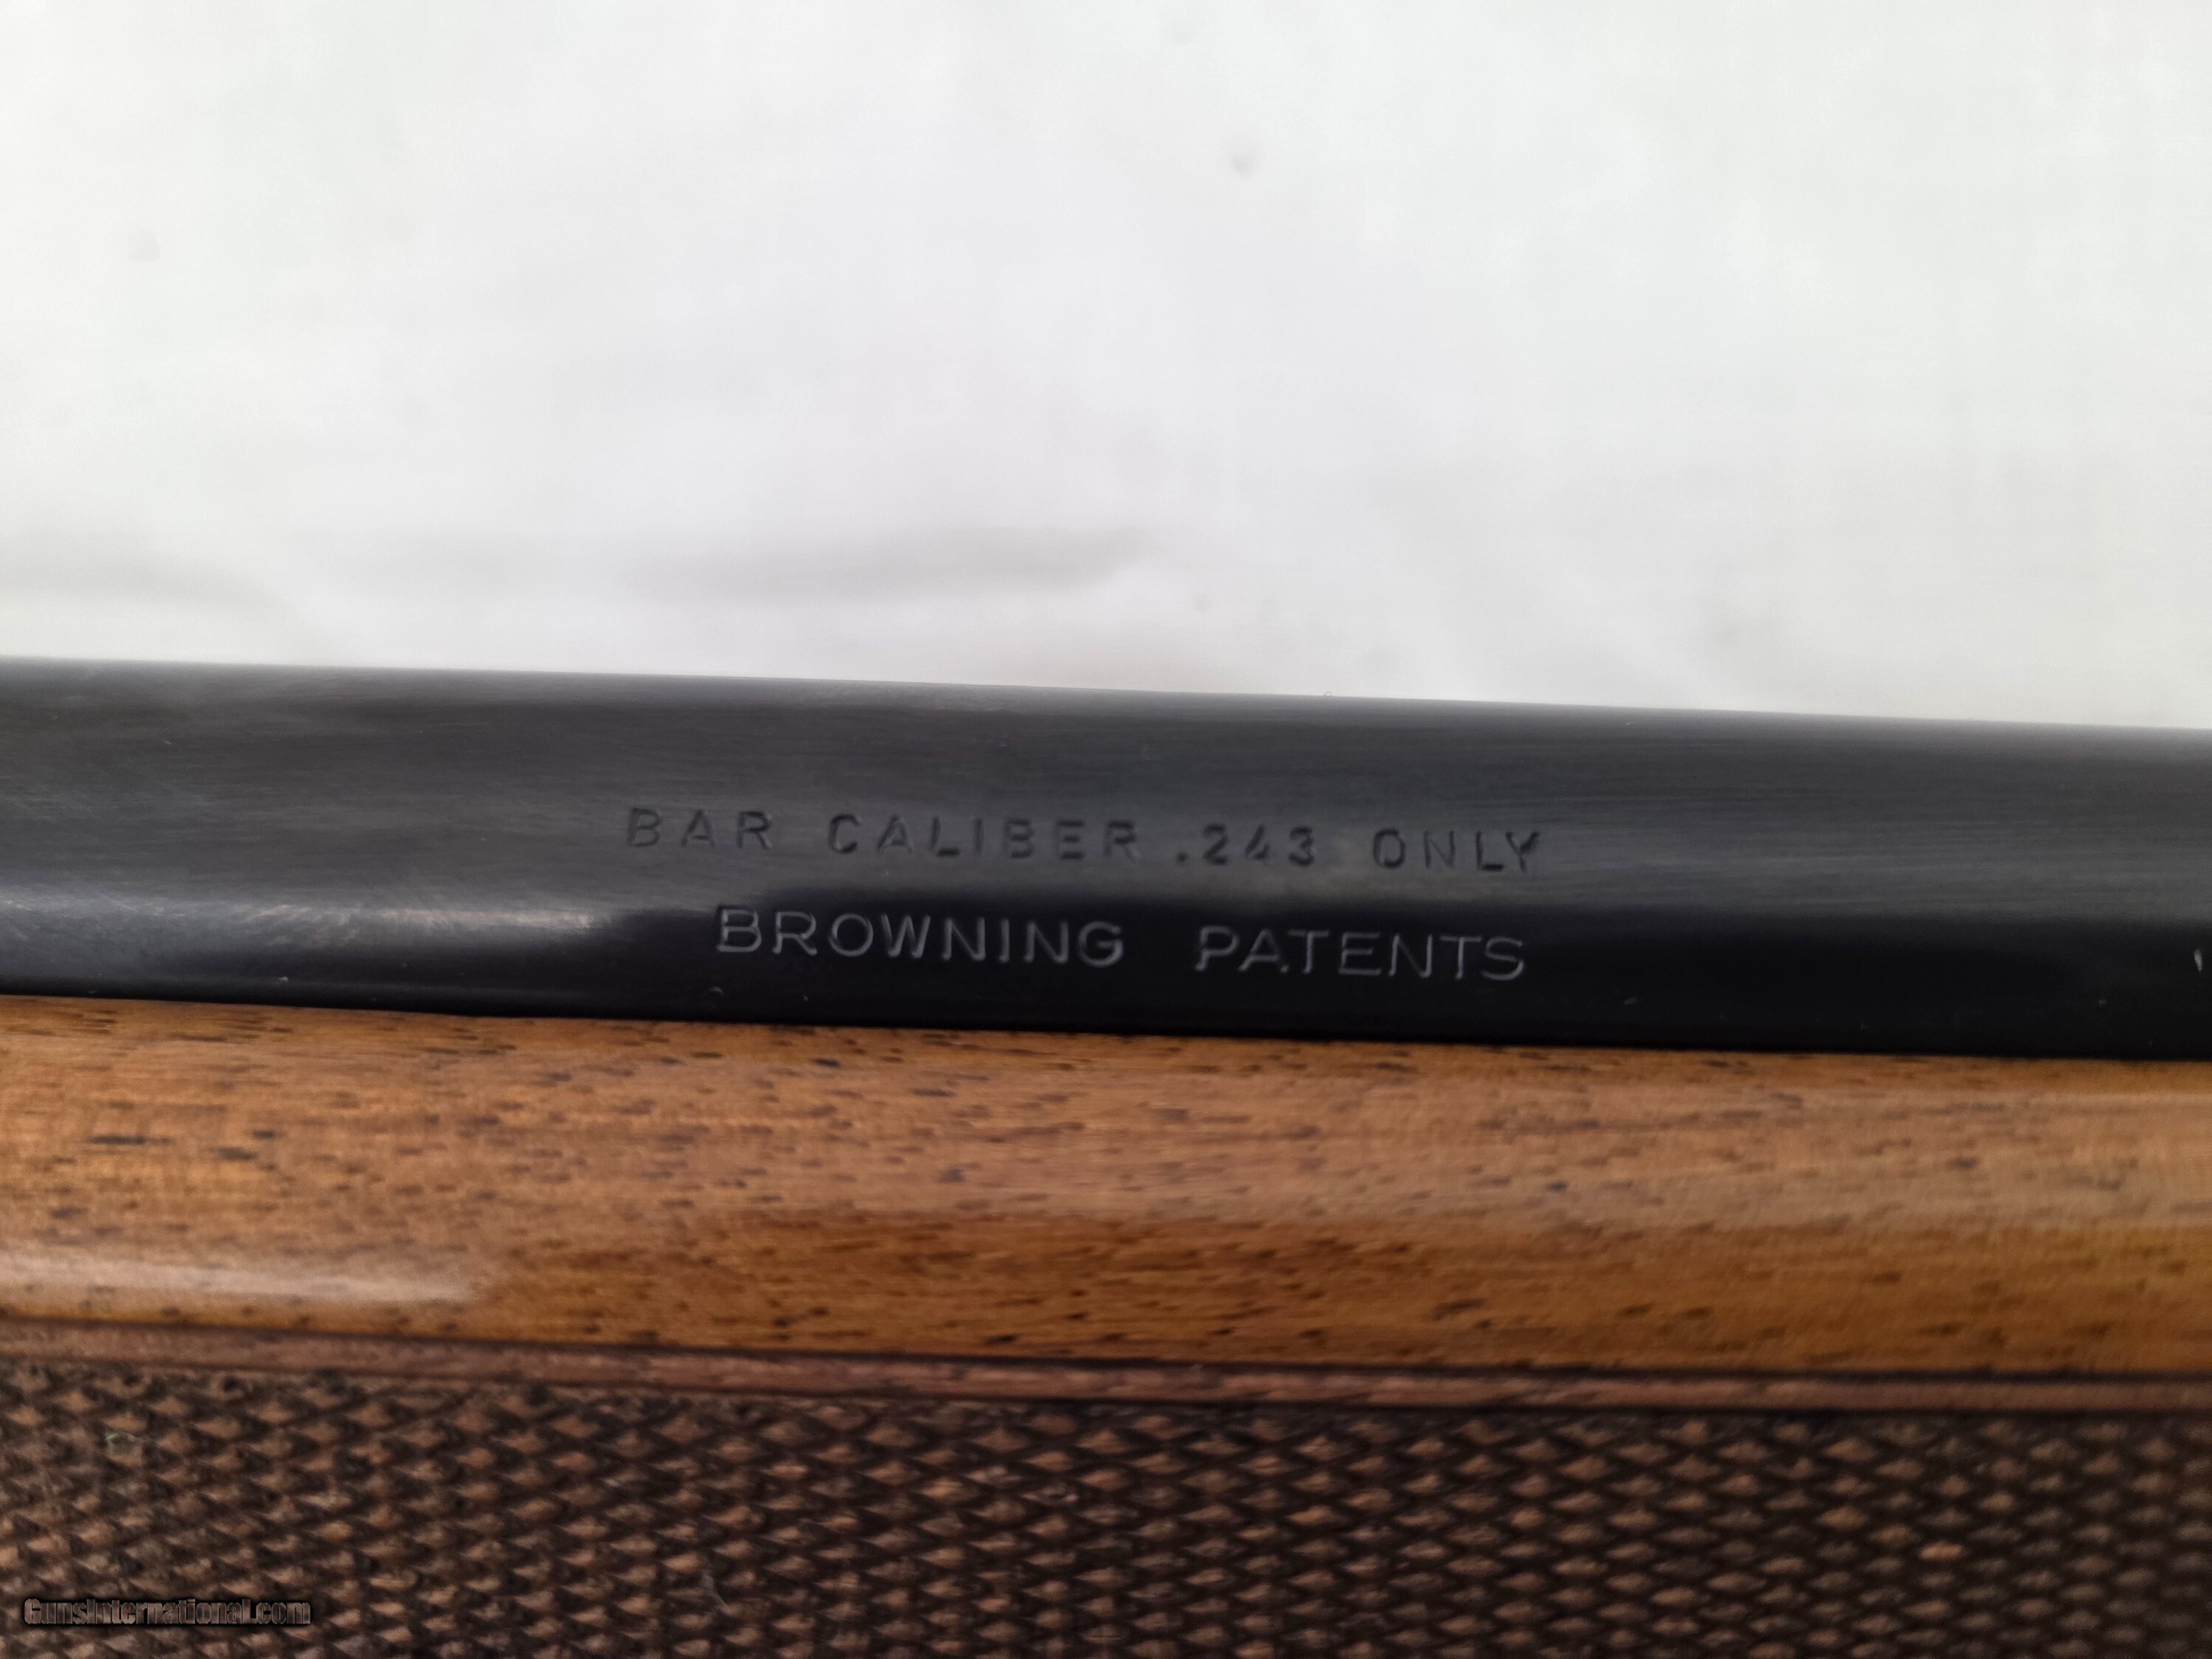 BAR CALIBER .243 ONLY
BROWNING PATENTS
GunsInternational.com